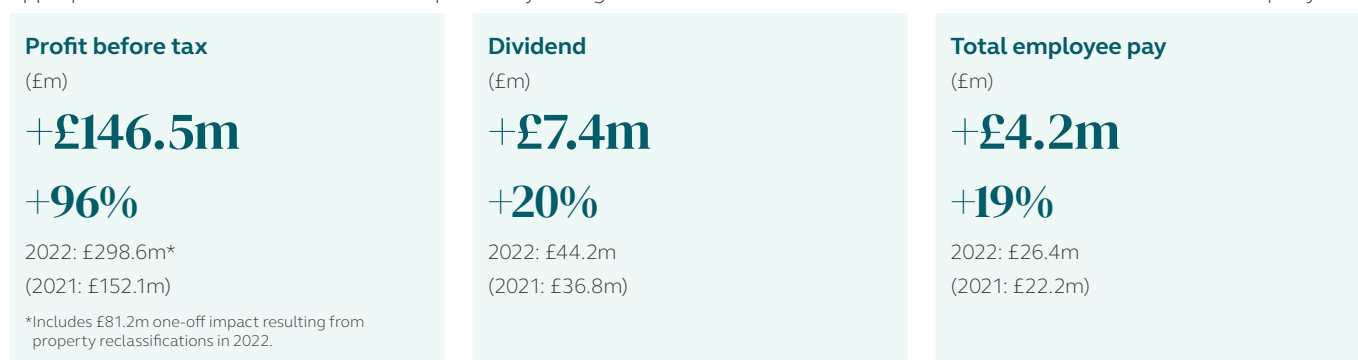 Profit before tax
(£m)
+£146.5m
+96%
2022: £298.6m*
(2021: £152.1m)
*Includes £81.2m one-off impact resulting from
property reclassifications in 2022.
Dividend
(£m)
+£7.4m
+20%
2022: £44.2m
(2021: £36.8m)
Total employee pay
(£m)
+£4.2m
+19%
2022: £26.4m
(2021: £22.2m)